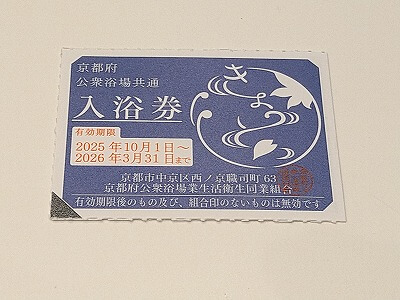 京都府
公衆浴場共通
入浴券
有効期限
2025年10月1日〜
2026年3月31日まで
きょうと
京都市中京区西ノ京職司町63
京都府公衆浴場業生活衛生同業組合
有効期限後のもの及び、組合印のないものは無効です